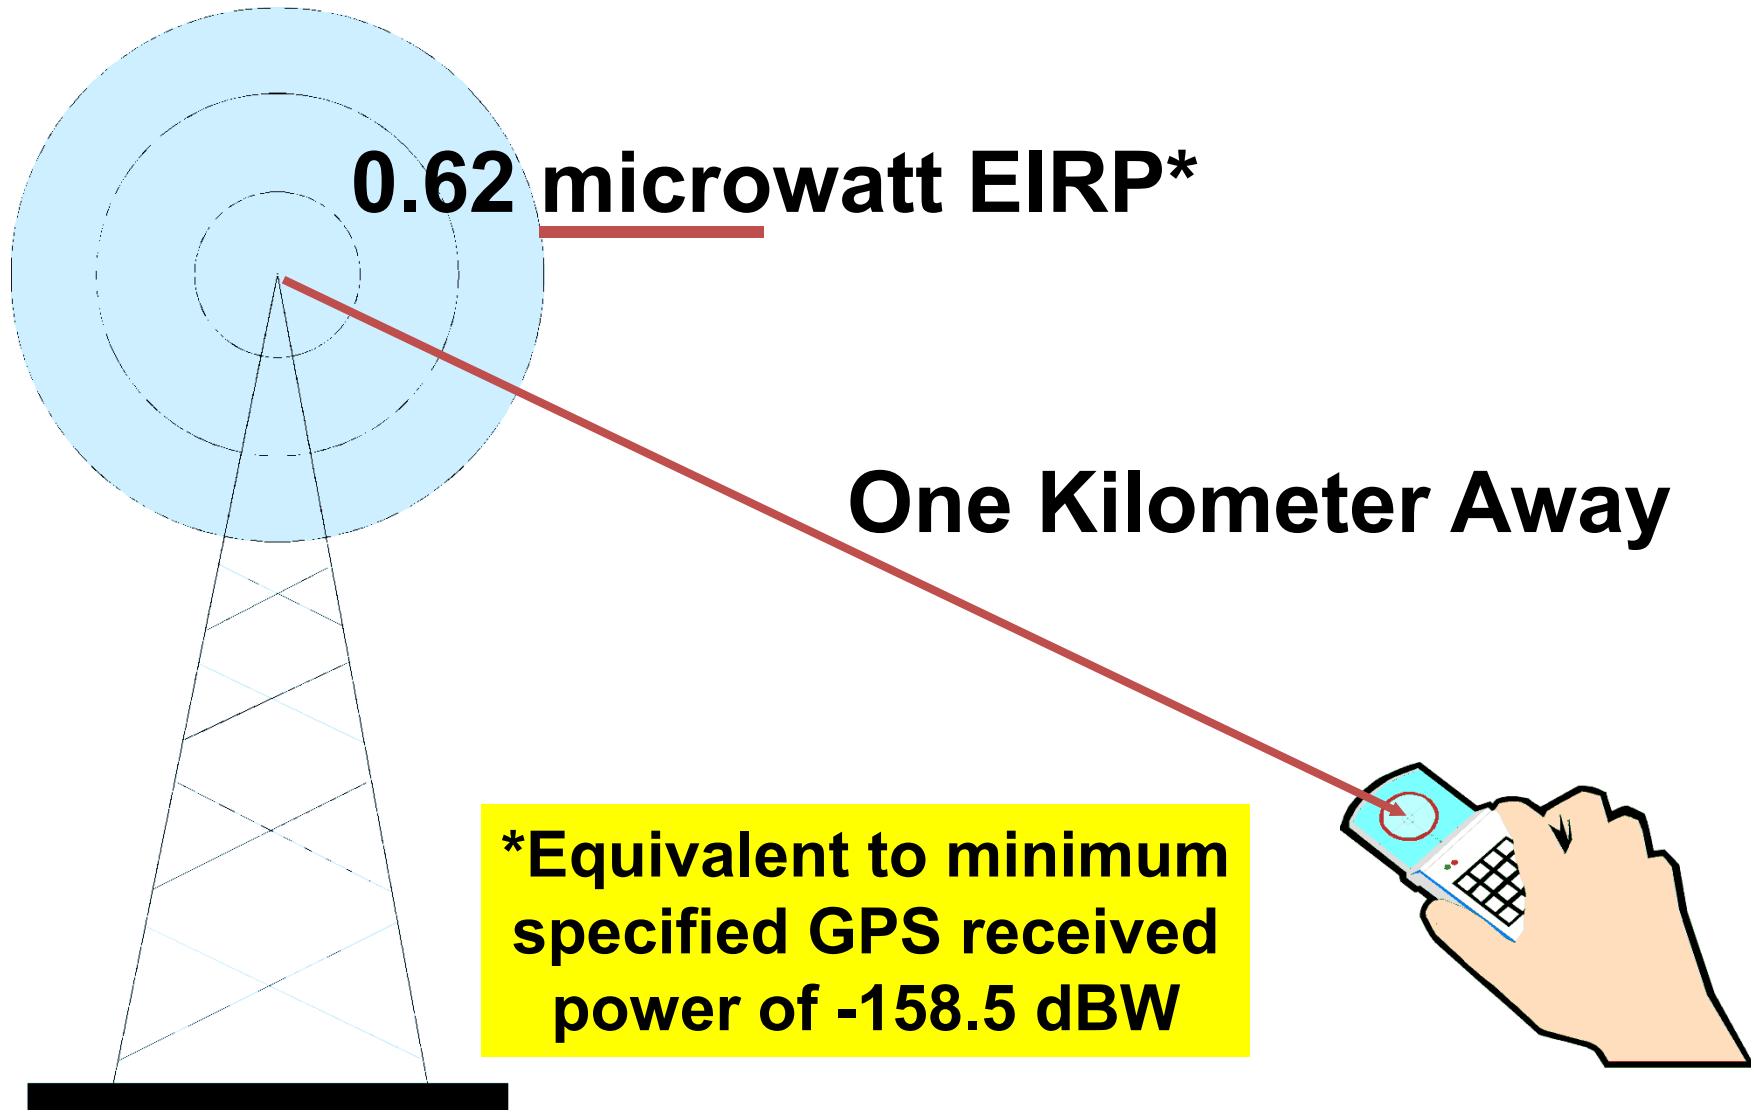 0.62 microwatt EIRP*
One Kilometer Away
*Equivalent to minimum
specified GPS received
power of -158.5 dBW